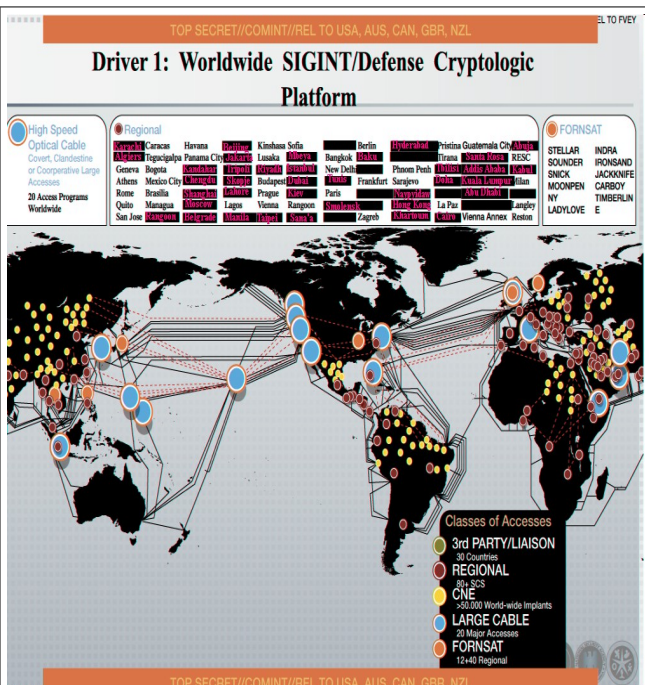 TOP SECRET//COMINT//REL TO USA, AUS, CAN, GBR, NZL
EL TO FVEY
Driver 1: Worldwide SIGINT/Defense Cryptologic
Platform
High Speed
Optical Cable
Covert, Clandestine
or Coorperative Large
Accesses
20 Access Programs
Worldwide
Regional
Karachi Caracas Havana Beijing Kinshasa Sofia Berlin Hyderabad Pristina Guatemala City Abuja
Algiers Tegucigalpa Panama City Jakarta Lusaka Mbeya Bangkok Baku Tirana Santa Rosa RESC
Geneva Bogota Kandahar Tripoli Riyadh Istanbul New Delhi Phnom Penh Tbilisi Addis Ababa Kabul
Athens Mexico City Chengdu Skopje Budapest Dubai Tunis Frankfurt Sarajevo Doha Kuala Lumpur Milan
Rome Brasilia Shanghai Lahore Prague Kiev Paris Naypyidaw Abu Dhabi
Quito Managua Moscow Lagos Vienna Rangoon Smolensk Hong Kong La Paz Langley
San Jose Rangoon Belgrade Manila Taipei Sana'a Zagreb Khartoum Cairo Vienna Annex Reston
FORNSAT
STELLAR INDRA
SOUNDER IRONSAND
SNICK JACKKNIFE
MOONPEN CARBOY
NY TIMBERLIN
LADYLOVE E
Classes of Accesses
3rd PARTY/LIAISON
30 Countries
REGIONAL
80+ SCS
CNE
>50.000 World-wide Implants
LARGE CABLE
20 Major Accesses
FORNSAT
12+40 Regional
TOP SECRET//COMINT//REL TO USA, AUS, CAN, GBR, NZL